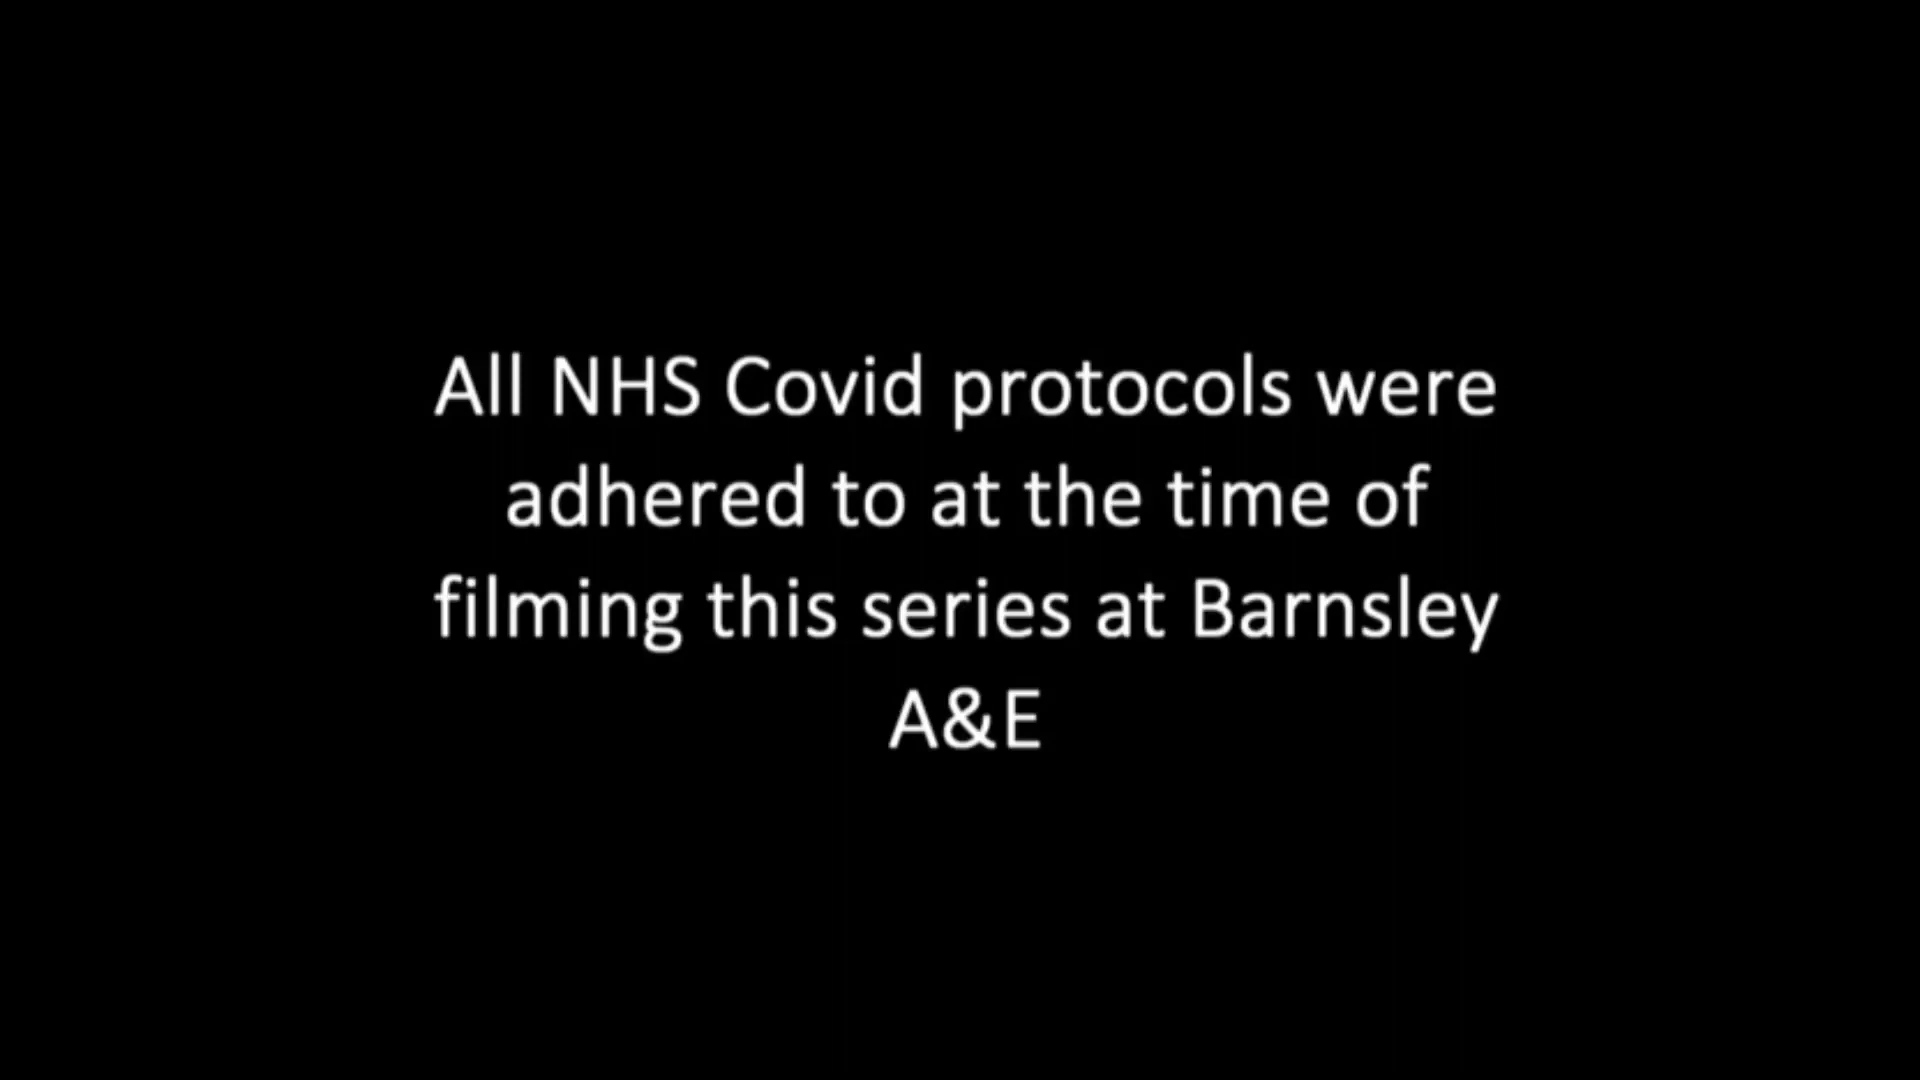 All NHS Covid protocols were
adhered to at the time of
filming this series at Barnsley
A&E